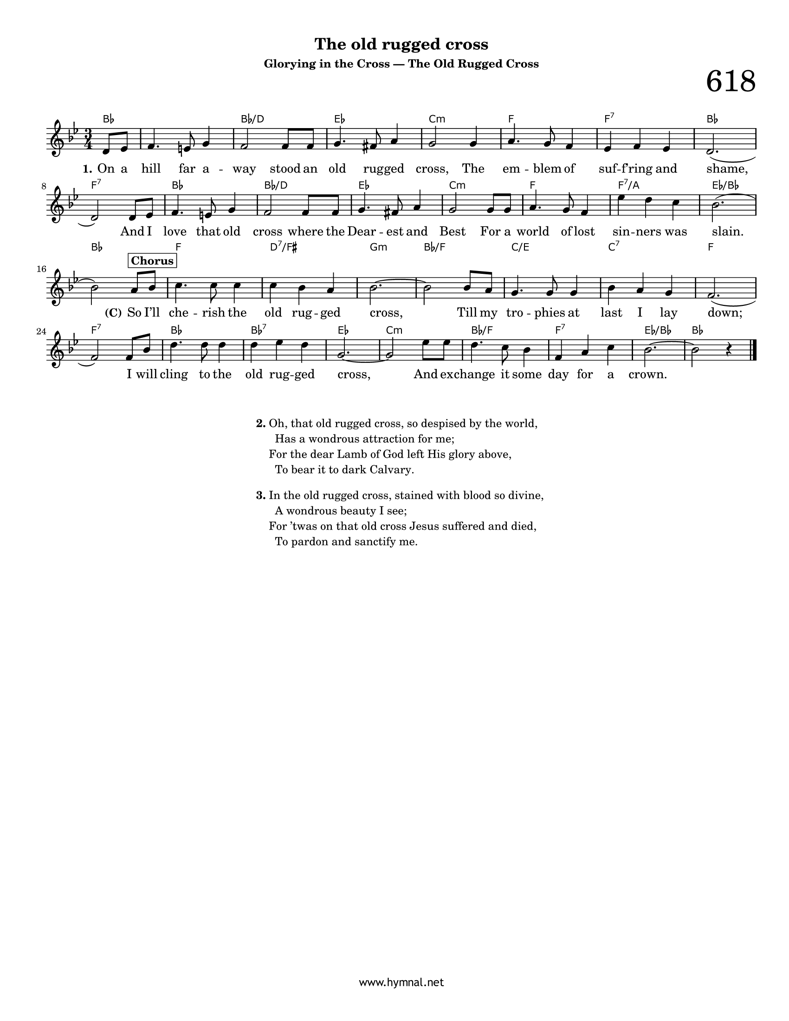 The old rugged cross
Glorying in the Cross — The Old Rugged Cross
618
B♭ B♭/D E♭ Cm F F7 B♭
3
4
1. On a hill far a - way stood an old rugged cross, The em - blem of suf-f'ring and shame,
8 F7 B♭ B♭/D E♭ Cm F F7/A E♭/B♭
And I love that old cross where the Dear - est and Best For a world of lost sin-ners was slain.
B♭ F D7/F♯ Gm B♭/F C/E C7 F
Chorus
16
(C) So I'll che - rish the old rug - ged cross, Till my tro - phies at last I lay down;
24 F7 B♭ B♭7 E♭ Cm B♭/F F7 E♭/B♭ B♭
I will cling to the old rug-ged cross, And exchange it some day for a crown.
2. Oh, that old rugged cross, so despised by the world,
Has a wondrous attraction for me;
For the dear Lamb of God left His glory above,
To bear it to dark Calvary.
3. In the old rugged cross, stained with blood so divine,
A wondrous beauty I see;
For 'twas on that old cross Jesus suffered and died,
To pardon and sanctify me.
www.hymnal.net